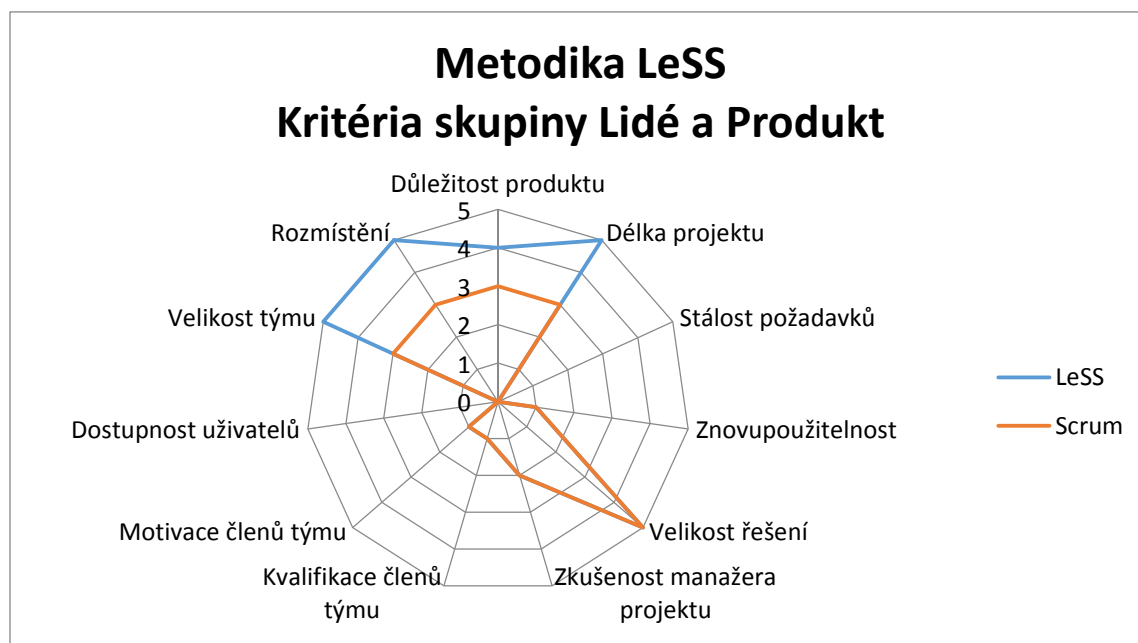 Metodika LeSS
Kritéria skupiny Lidé a Produkt
Důležitost produktu
Délka projektu
Stálost požadavků
Znovupoužitelnost
Velikost řešení
Zkušenost manažera
projektu
Kvalifikace členů
týmu
Motivace členů týmu
Dostupnost uživatelů
Velikost týmu
Rozmístění
5
4
3
2
1
0
LeSS
Scrum